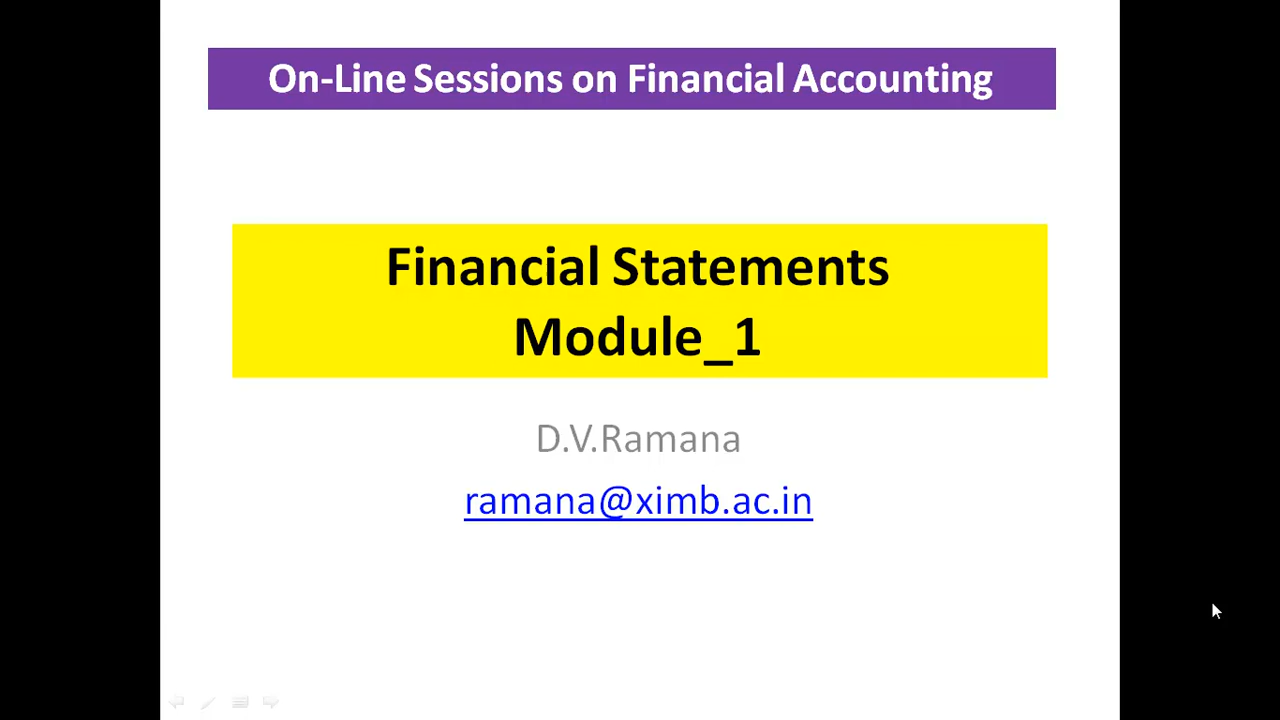 On-Line Sessions on Financial Accounting
Financial Statements
Module_1
D.V.Ramana
ramana@ximb.ac.in